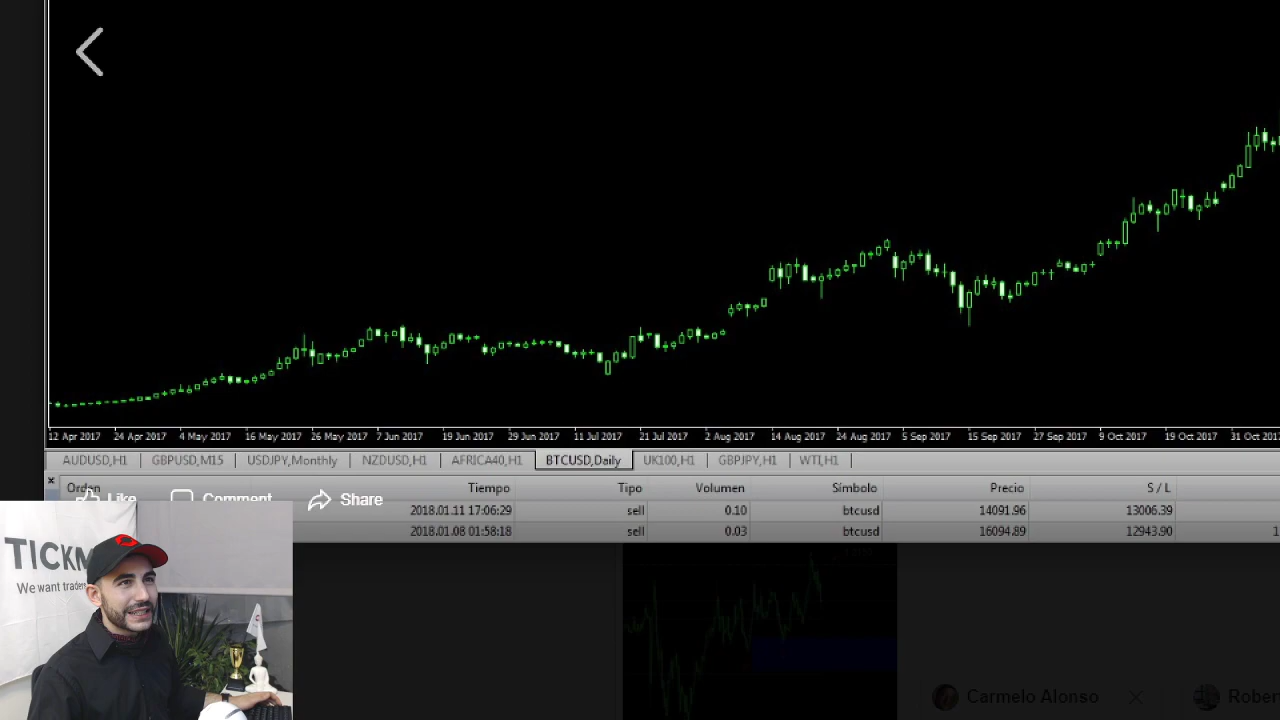 12 Apr 2017 24 Apr 2017 4 May 2017 16 May 2017 26 May 2017 7 Jun 2017 19 Jun 2017 29 Jun 2017 11 Jul 2017 21 Jul 2017 2 Aug 2017 14 Aug 2017 24 Aug 2017 5 Sep 2017 15 Sep 2017 27 Sep 2017 9 Oct 2017 19 Oct 2017 31 Oct 2017
AUDUSD,H1 GBPUSD,M15 USDJPY,Monthly NZDUSD,H1 AFRICA40,H1 BTCUSD,Daily UK100,H1 GBPJPY,H1 WTI,H1
Orden Tiempo Tipo Volumen Símbolo Precio S / L
Like Comment Share
2018.01.11 17:06:29 sell 0.10 btcusd 14091.96 13006.39
2018.01.08 01:58:18 sell 0.03 btcusd 16094.89 12943.90
TICKM
We want traders
Carmelo Alonso Rober